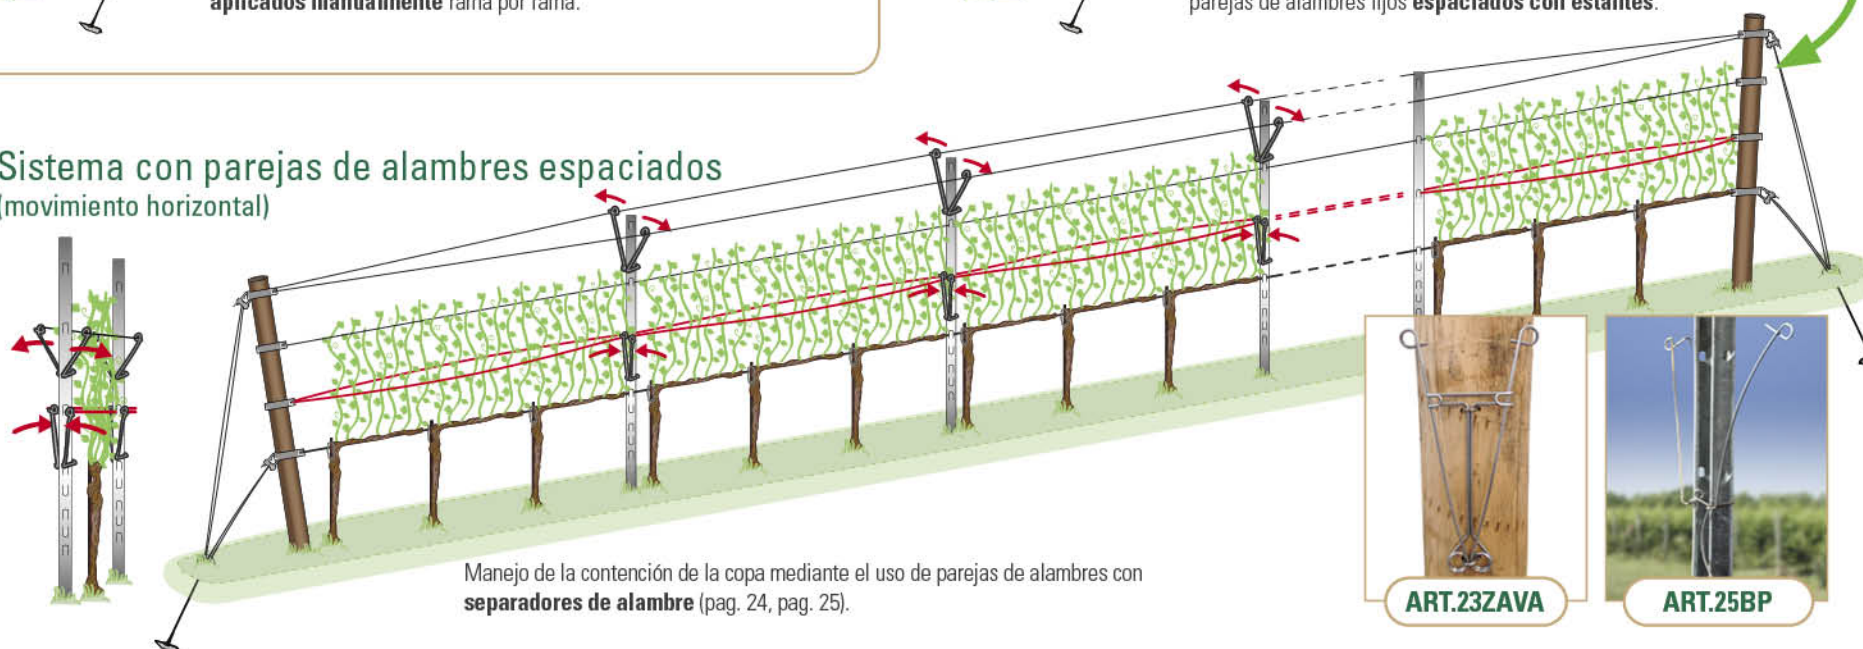 aplicados manualmente rama por rama.
parejas de alambres fijos espaciados con estantes.
Sistema con parejas de alambres espaciados
(movimiento horizontal)
Manejo de la contención de la copa mediante el uso de parejas de alambres con
separadores de alambre (pag. 24, pag. 25).
ART.23ZAVA
ART.25BP